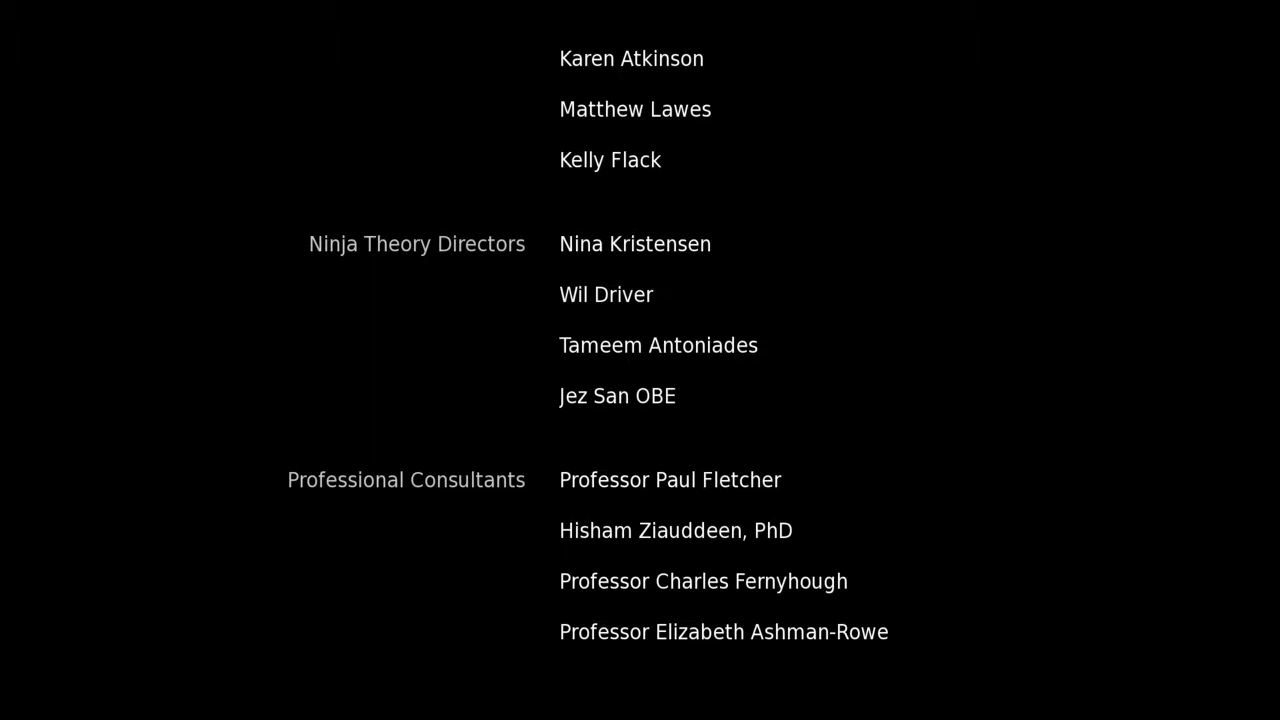 Karen Atkinson
Matthew Lawes
Kelly Flack
Ninja Theory Directors Nina Kristensen
Wil Driver
Tameem Antoniades
Jez San OBE
Professional Consultants Professor Paul Fletcher
Hisham Ziauddeen, PhD
Professor Charles Fernyhough
Professor Elizabeth Ashman-Rowe